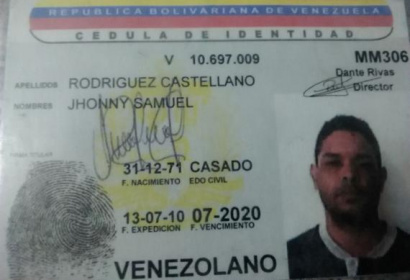 REPUBLICA BOLIVARIANA DE VENEZUELA
CEDULA DE IDENTIDAD
V 10.697.009 MM306
Dante Rivas
Director
APELLIDOS RODRIGUEZ CASTELLANO
NOMBRES JHONNY SAMUEL
TITULAR
31-12-71 CASADO
F. NACIMIENTO EDO CIVIL
13-07-10 07-2020
F. EXPEDICION F. VENCIMIENTO
VENEZOLANO